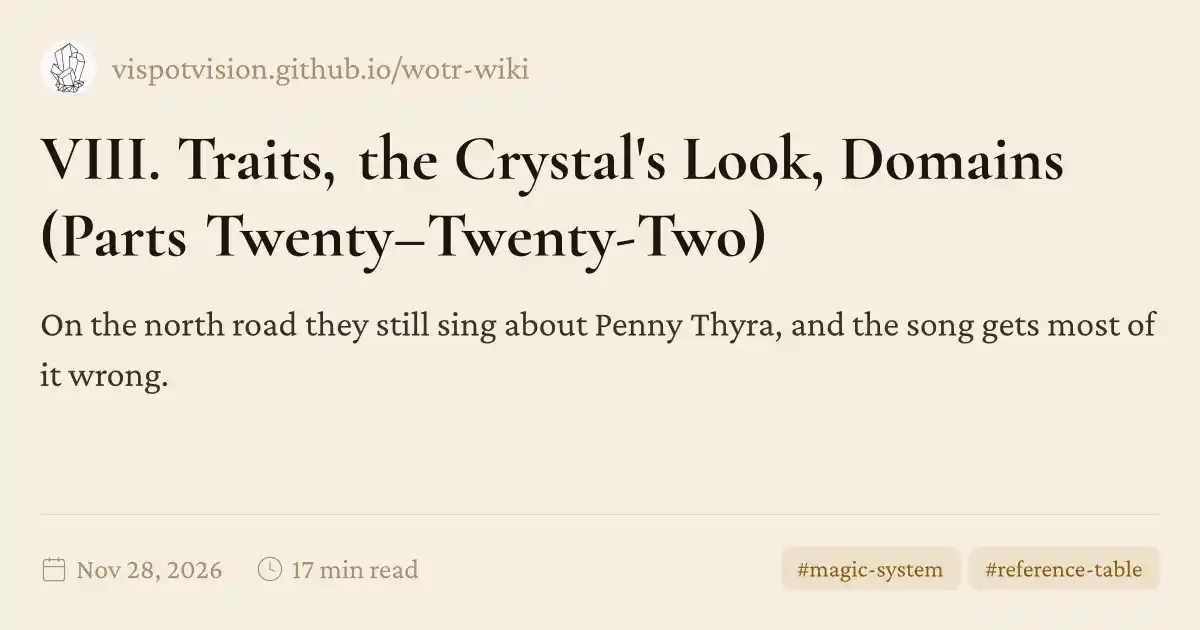 vispotvision.github.io/wotr-wiki
VIII. Traits, the Crystal's Look, Domains
(Parts Twenty–Twenty-Two)
On the north road they still sing about Penny Thyra, and the song gets most of
it wrong.
Nov 28, 2026
17 min read
#magic-system
#reference-table